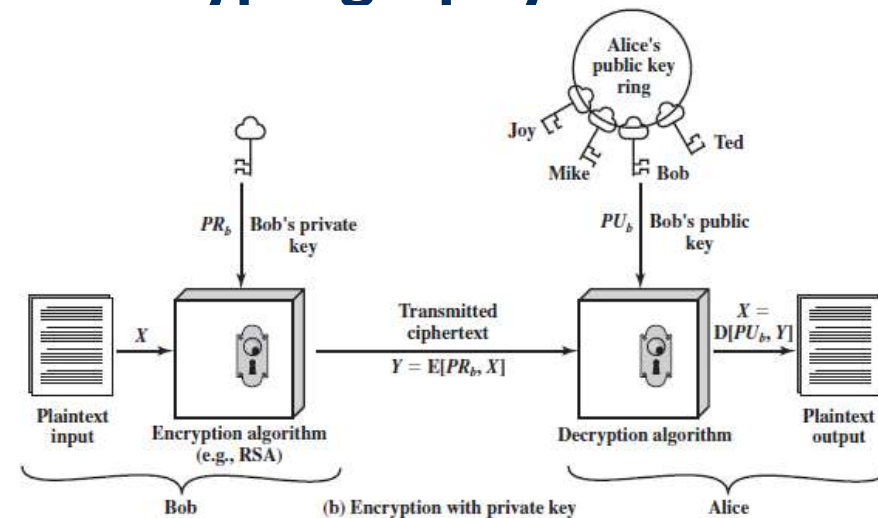 Alice's
public key
ring
Joy
Ted
Mike
Bob
PR_b
Bob's private
key
PU_b
Bob's public
key
X
Transmitted
ciphertext
Y = E[PR_b, X]
X =
D[PU_b, Y]
Plaintext
input
Encryption algorithm
(e.g., RSA)
Decryption algorithm
Plaintext
output
Bob
(b) Encryption with private key
Alice